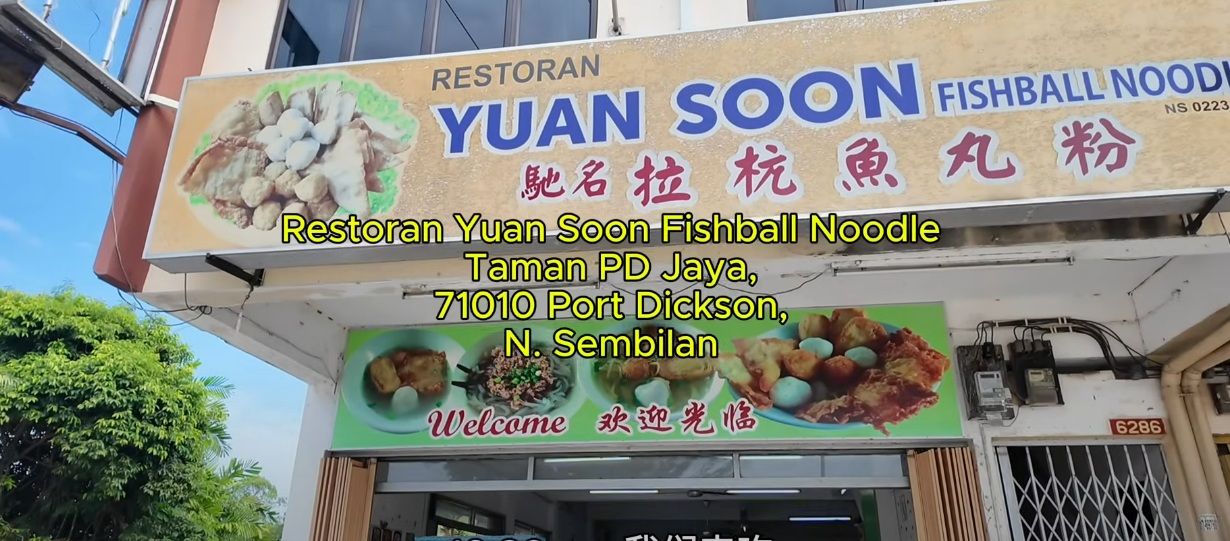 RESTORAN
YUAN SOON FISHBALL NOODL
NS 0223
馳名拉杭魚丸粉
Restoran Yuan Soon Fishball Noodle
Taman PD Jaya,
71010 Port Dickson,
N. Sembilan
Welcome 欢迎光临
6286